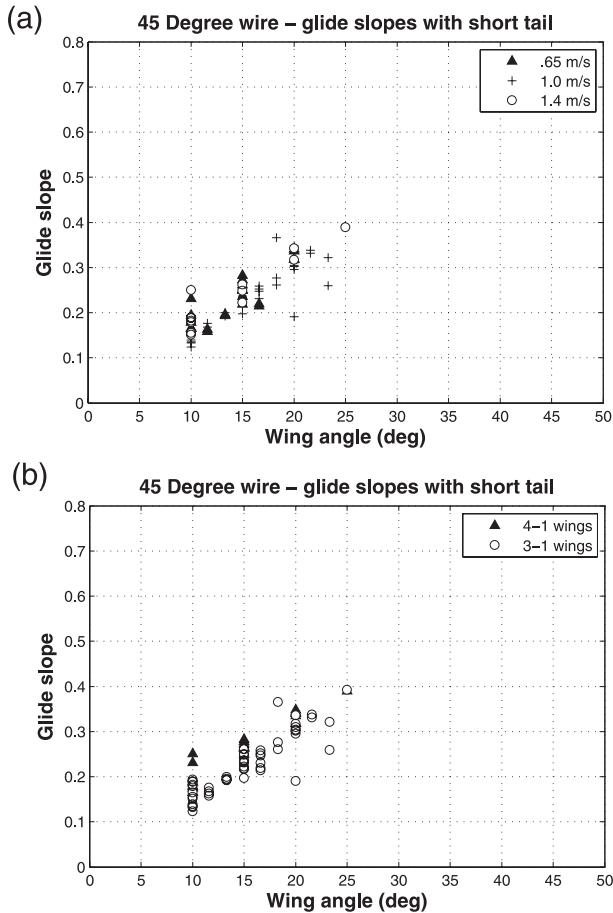 (a)
45 Degree wire – glide slopes with short tail
0.8
0.7
0.6
0.5
0.4
0.3
0.2
0.1
0
Glide slope
.65 m/s
1.0 m/s
1.4 m/s
0 5 10 15 20 25 30 35 40 45 50
Wing angle (deg)
(b)
45 Degree wire – glide slopes with short tail
0.8
0.7
0.6
0.5
0.4
0.3
0.2
0.1
0
Glide slope
4–1 wings
3–1 wings
0 5 10 15 20 25 30 35 40 45 50
Wing angle (deg)